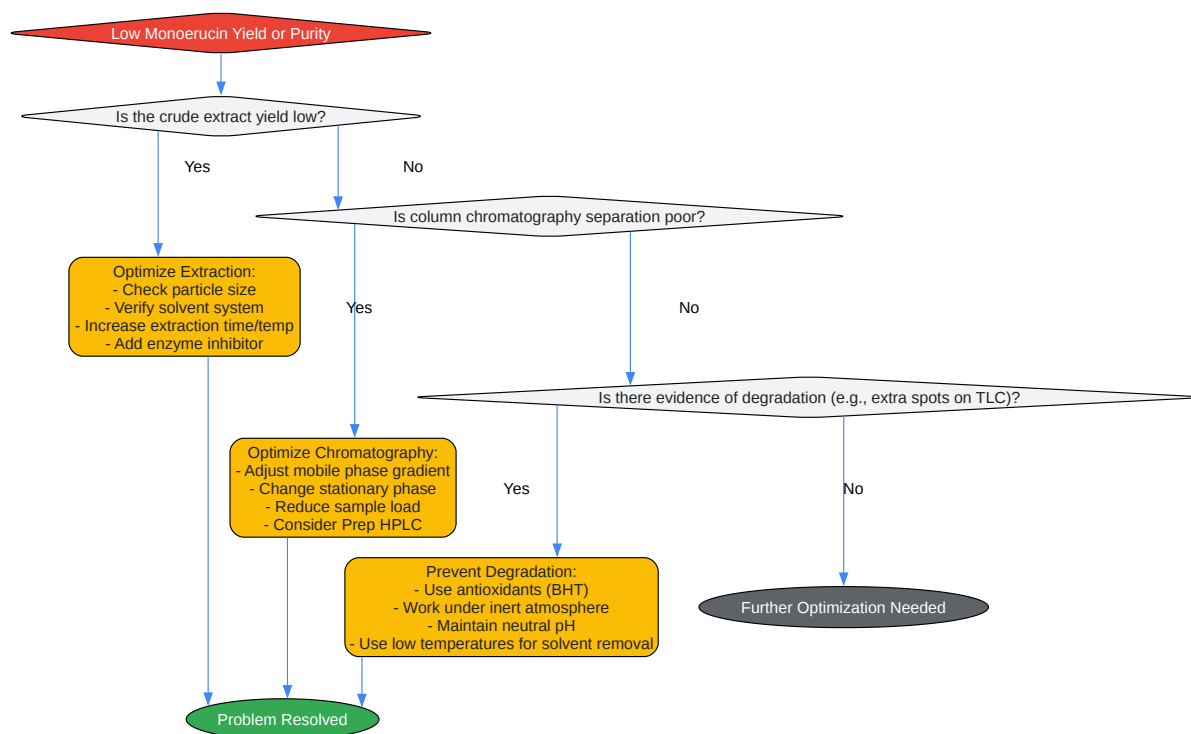 Low Monoerucin Yield or Purity
Is the crude extract yield low?
Yes
No
Is column chromatography separation poor?
Optimize Extraction:
- Check particle size
- Verify solvent system
- Increase extraction time/temp
- Add enzyme inhibitor
Yes
No
Is there evidence of degradation (e.g., extra spots on TLC)?
Optimize Chromatography:
- Adjust mobile phase gradient
- Change stationary phase
- Reduce sample load
- Consider Prep HPLC
Yes
No
Prevent Degradation:
- Use antioxidants (BHT)
- Work under inert atmosphere
- Maintain neutral pH
- Use low temperatures for solvent removal
Further Optimization Needed
Problem Resolved